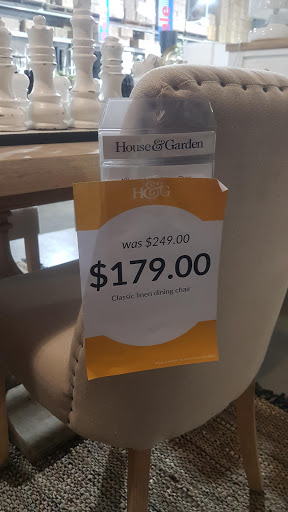 House&Garden
H&G
was $249.00
$179.00
Classic linen dining chair